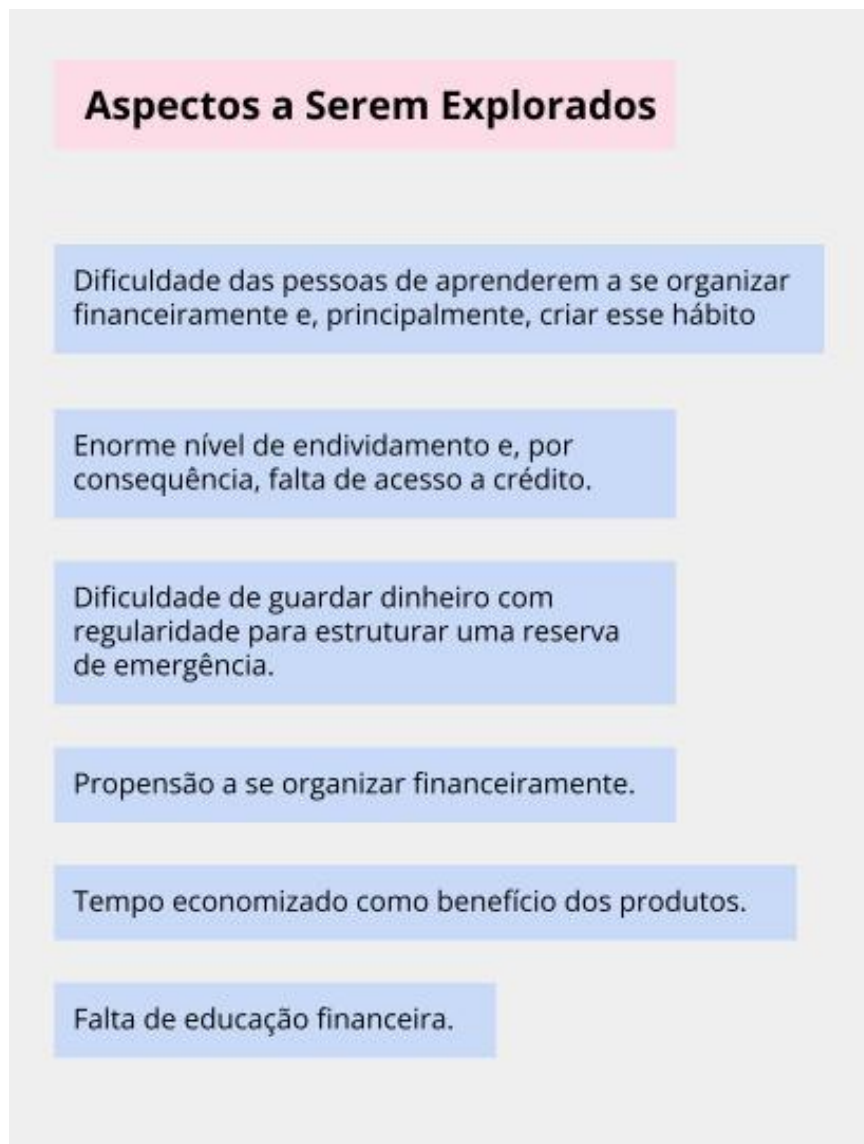 Aspectos a Serem Explorados
Dificuldade das pessoas de aprenderem a se organizar
financeiramente e, principalmente, criar esse hábito
Enorme nível de endividamento e, por
consequência, falta de acesso a crédito.
Dificuldade de guardar dinheiro com
regularidade para estruturar uma reserva
de emergência.
Propensão a se organizar financeiramente.
Tempo economizado como benefício dos produtos.
Falta de educação financeira.